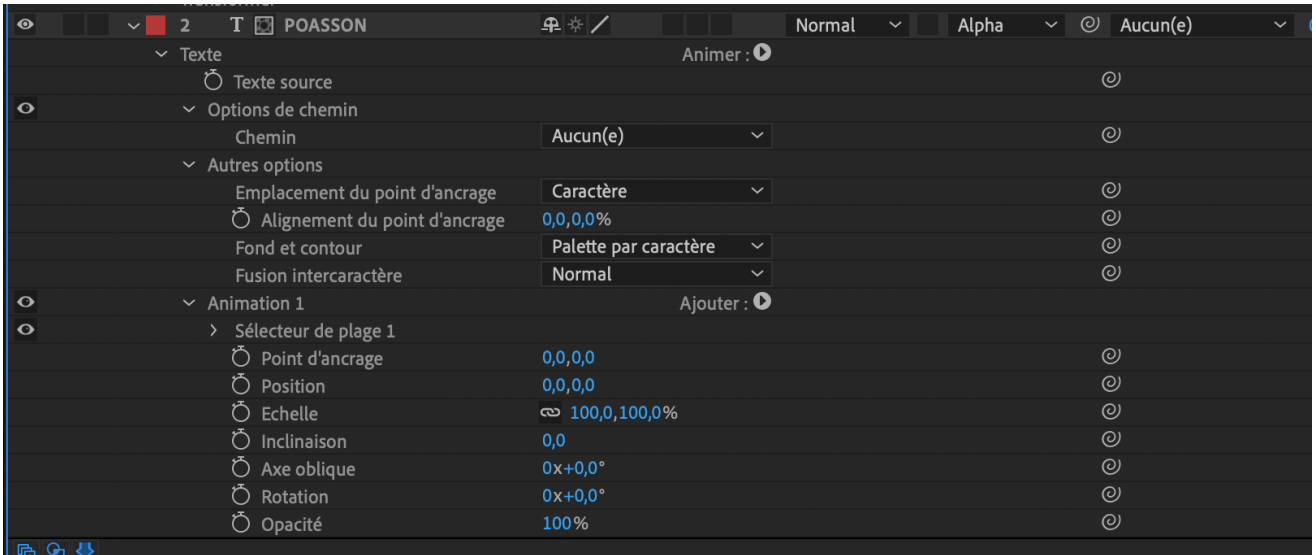 2 T POASSON Normal Alpha Aucun(e)
Texte Animer :
Texte source
Options de chemin
Chemin Aucun(e)
Autres options
Emplacement du point d'ancrage Caractère
Alignement du point d'ancrage 0,0,0,0%
Fond et contour Palette par caractère
Fusion intercaractère Normal
Animation 1 Ajouter :
Sélecteur de plage 1
Point d'ancrage 0,0,0,0
Position 0,0,0,0
Echelle 100,0,100,0%
Inclinaison 0,0
Axe oblique 0x+0,0°
Rotation 0x+0,0°
Opacité 100%